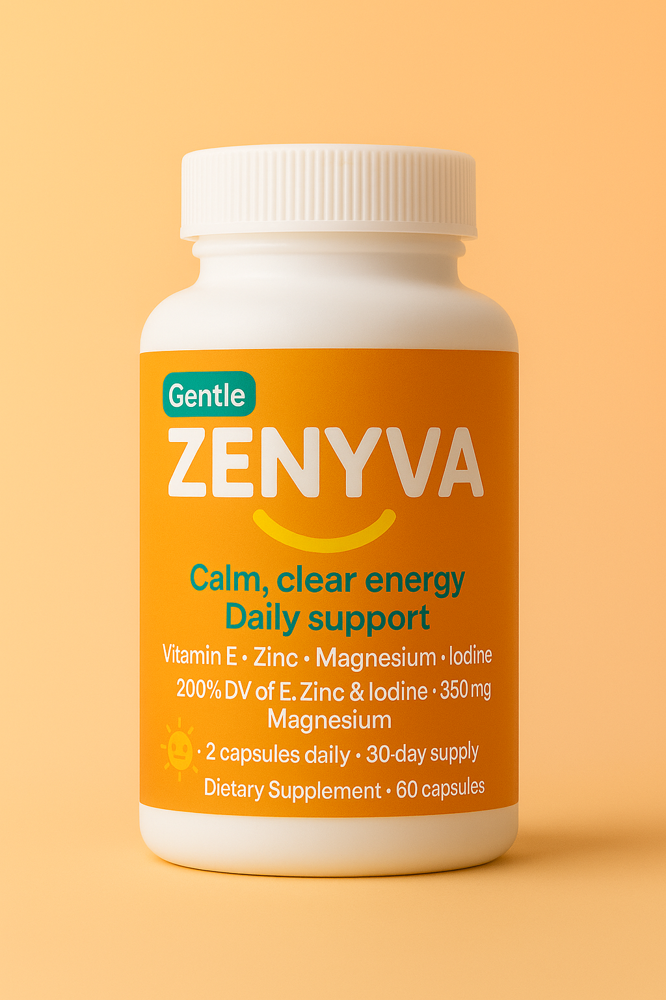 Gentle
ZENYVA
Calm, clear energy
Daily support
Vitamin E • Zinc • Magnesium • Iodine
200% DV of E. Zinc & Iodine • 350 mg
Magnesium
• 2 capsules daily • 30-day supply
Dietary Supplement • 60 capsules